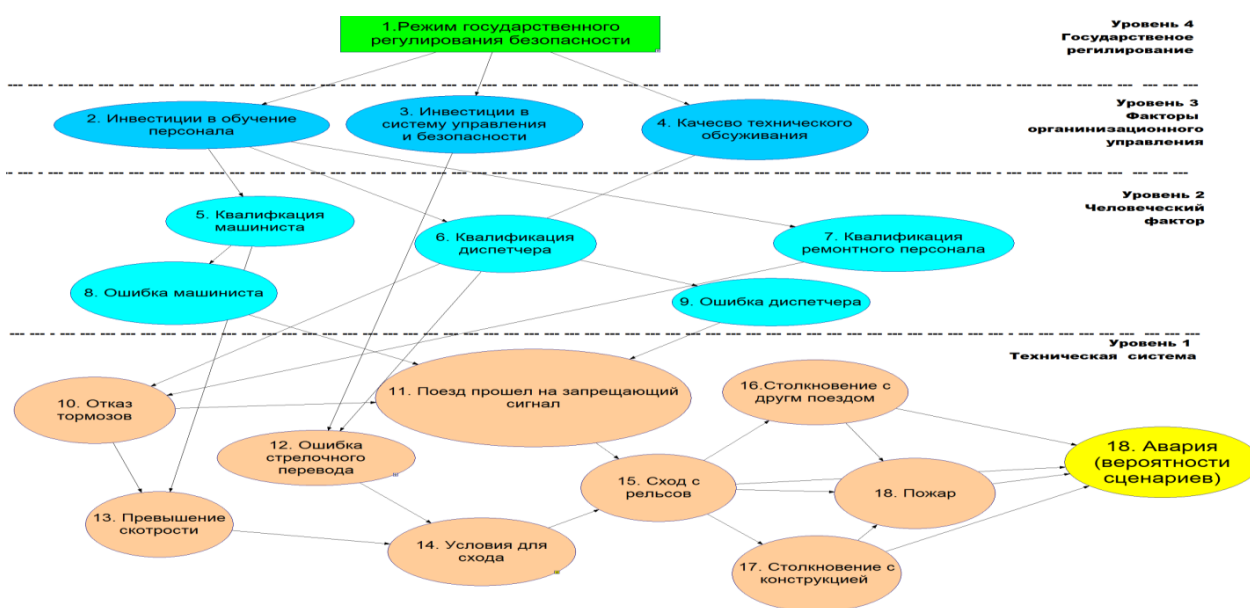 1.Режим государственного
регулирования безопасности
Уровень 4
Государственое
регилирование
2. Инвестиции в обучение
персонала
3. Инвестиции в
систему управления
и безопасности
4. Качесво технического
обсуживания
Уровень 3
Факторы
органинизационного
управления
5. Квалифкация
машиниста
6. Квалификация
диспетчера
7. Квалификация
ремонтного персонала
Уровень 2
Человеческий
фактор
8. Ошибка машиниста
9. Ошибка диспетчера
Уровень 1
Техническая система
10. Отказ
тормозов
11. Поезд прошел на запрещающий
сигнал
16.Столкновение с
другм поездом
12. Ошибка
стрелочного
перевода
15. Сход с
рельсов
18. Пожар
18. Авария
(вероятности
сценариев)
13. Превышение
скотрости
14. Условия для
схода
17. Столкновение с
конструкцией